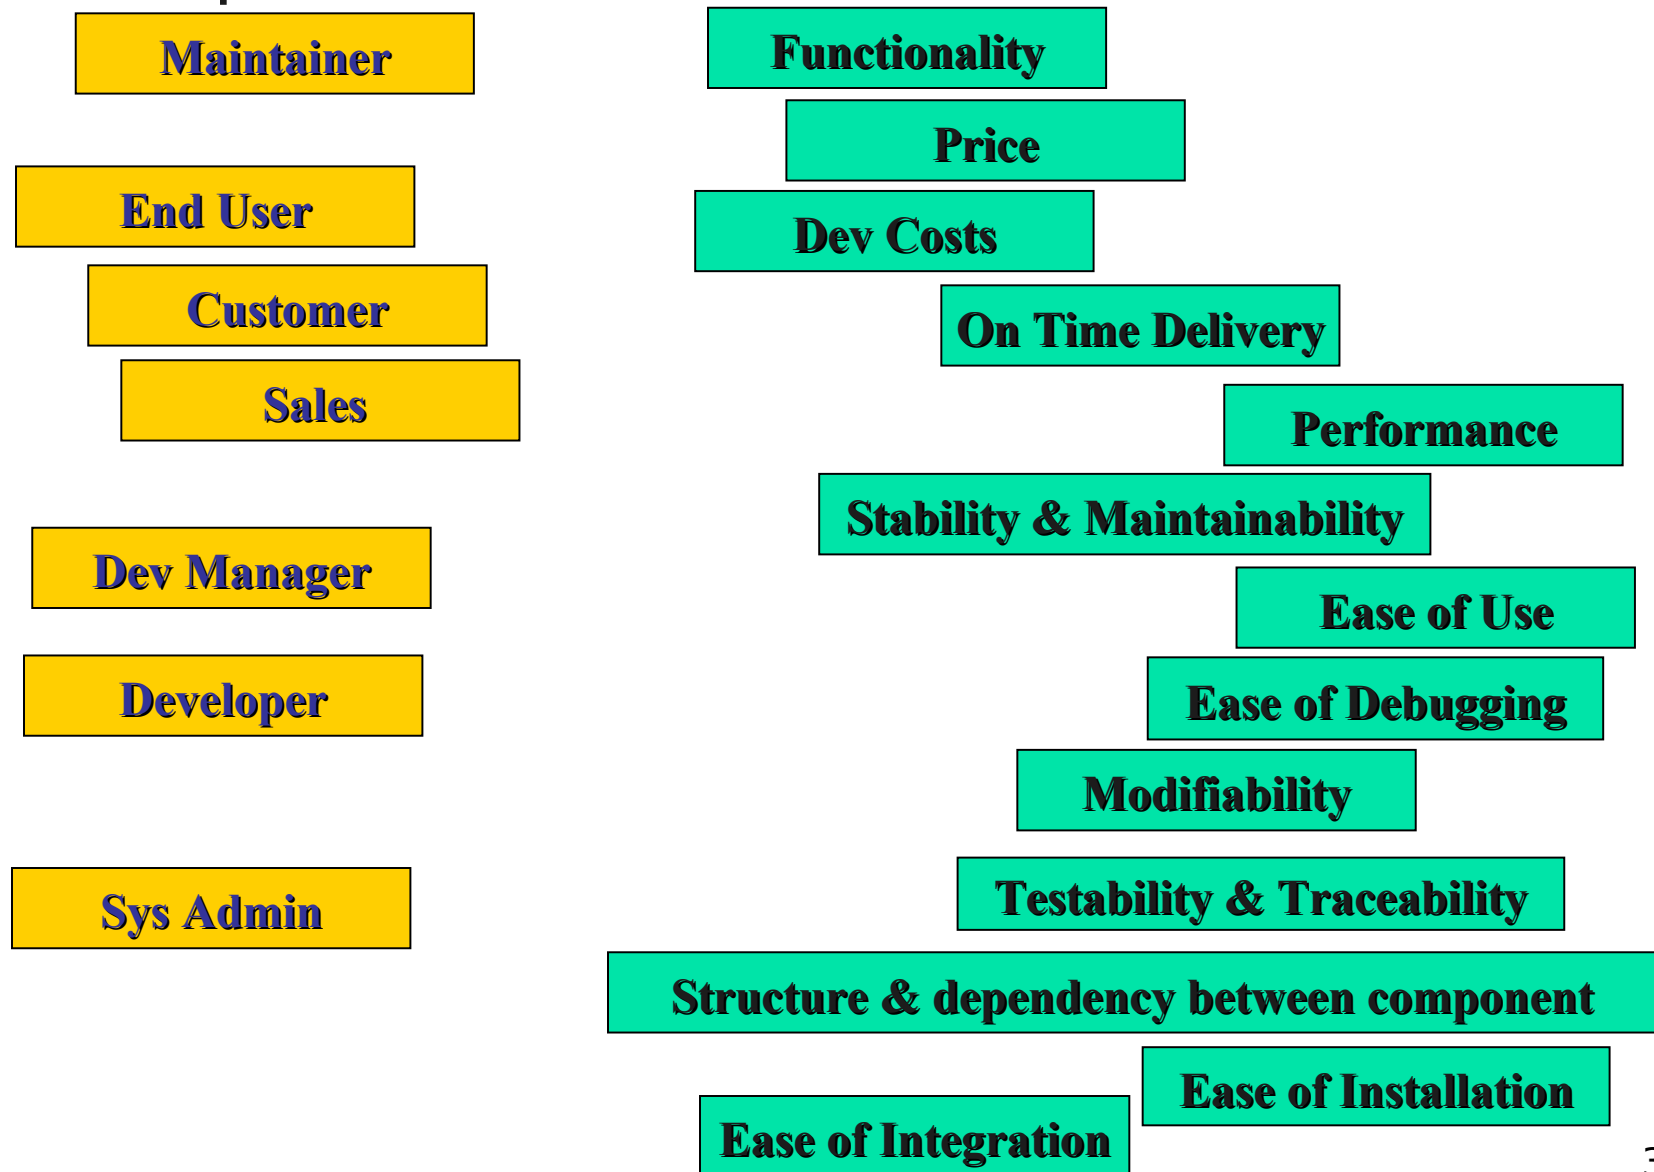 Maintainer
Functionality
Price
End User
Dev Costs
Customer
On Time Delivery
Sales
Performance
Stability & Maintainability
Dev Manager
Ease of Use
Developer
Ease of Debugging
Modifiability
Testability & Traceability
Sys Admin
Structure & dependency between component
Ease of Installation
Ease of Integration